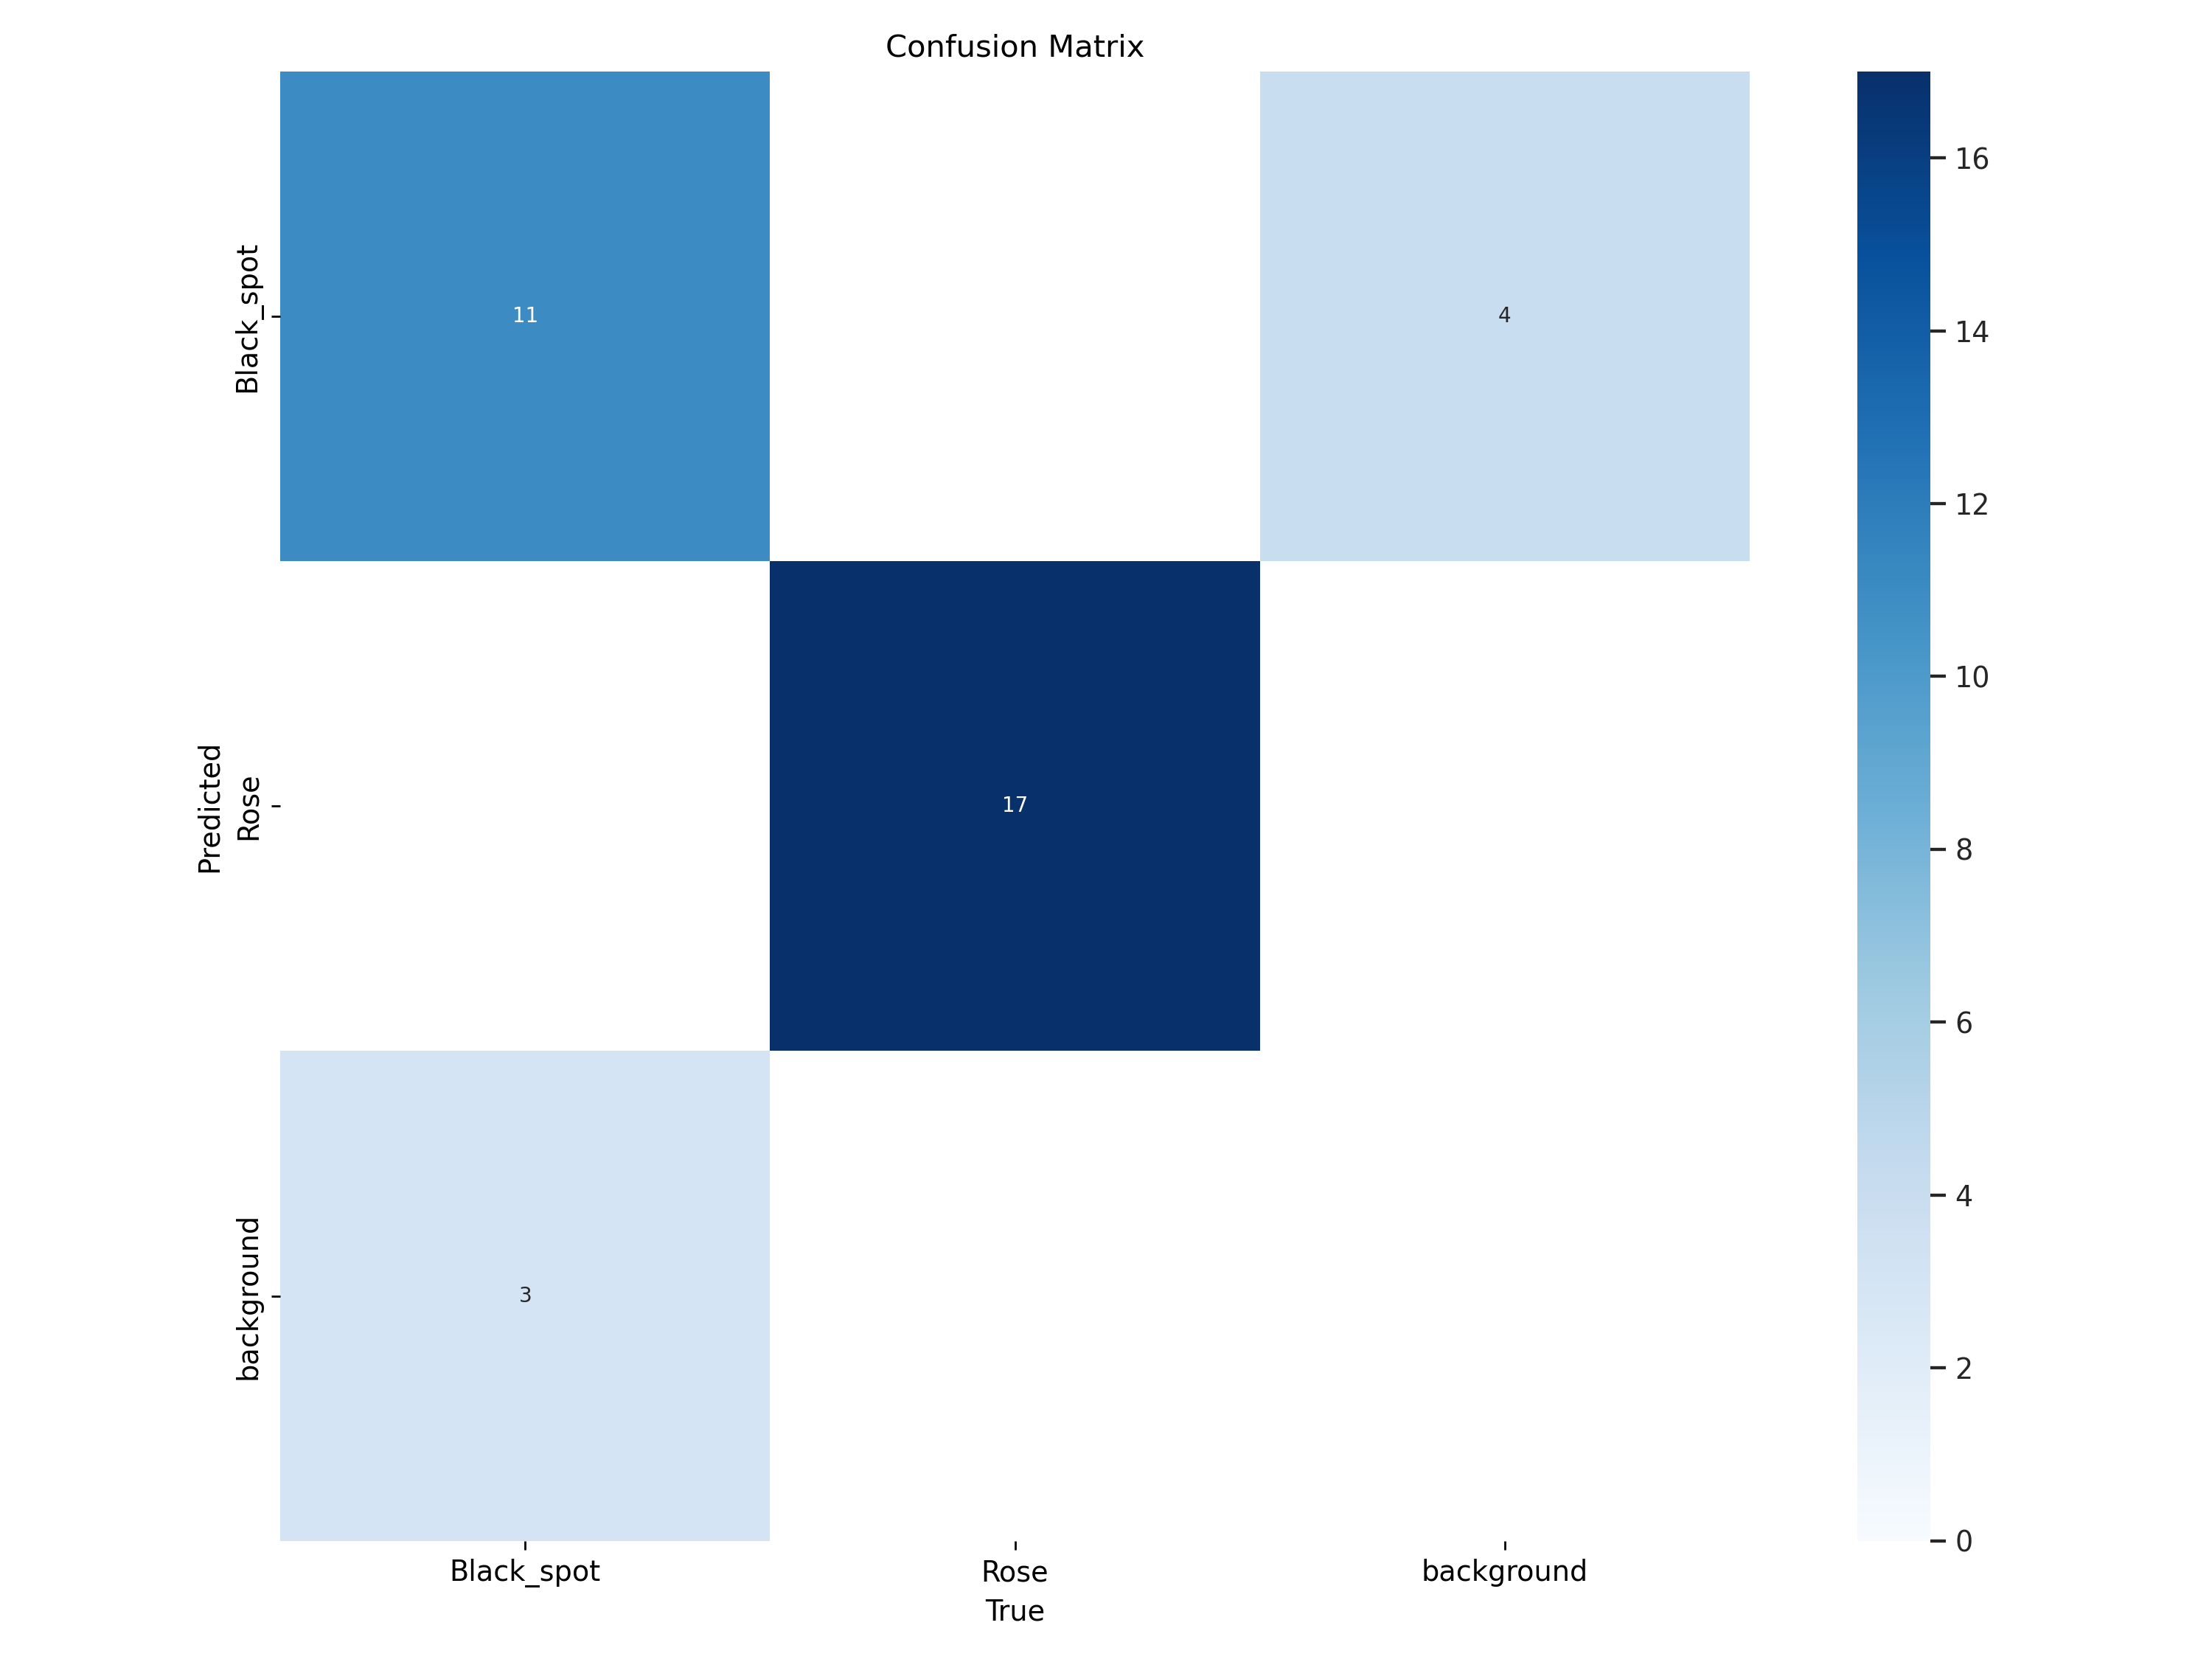 Confusion Matrix
Black_spot
11
4
Predicted
Rose
17
background
3
Black_spot
Rose
background
True
16
14
12
10
8
6
4
2
0